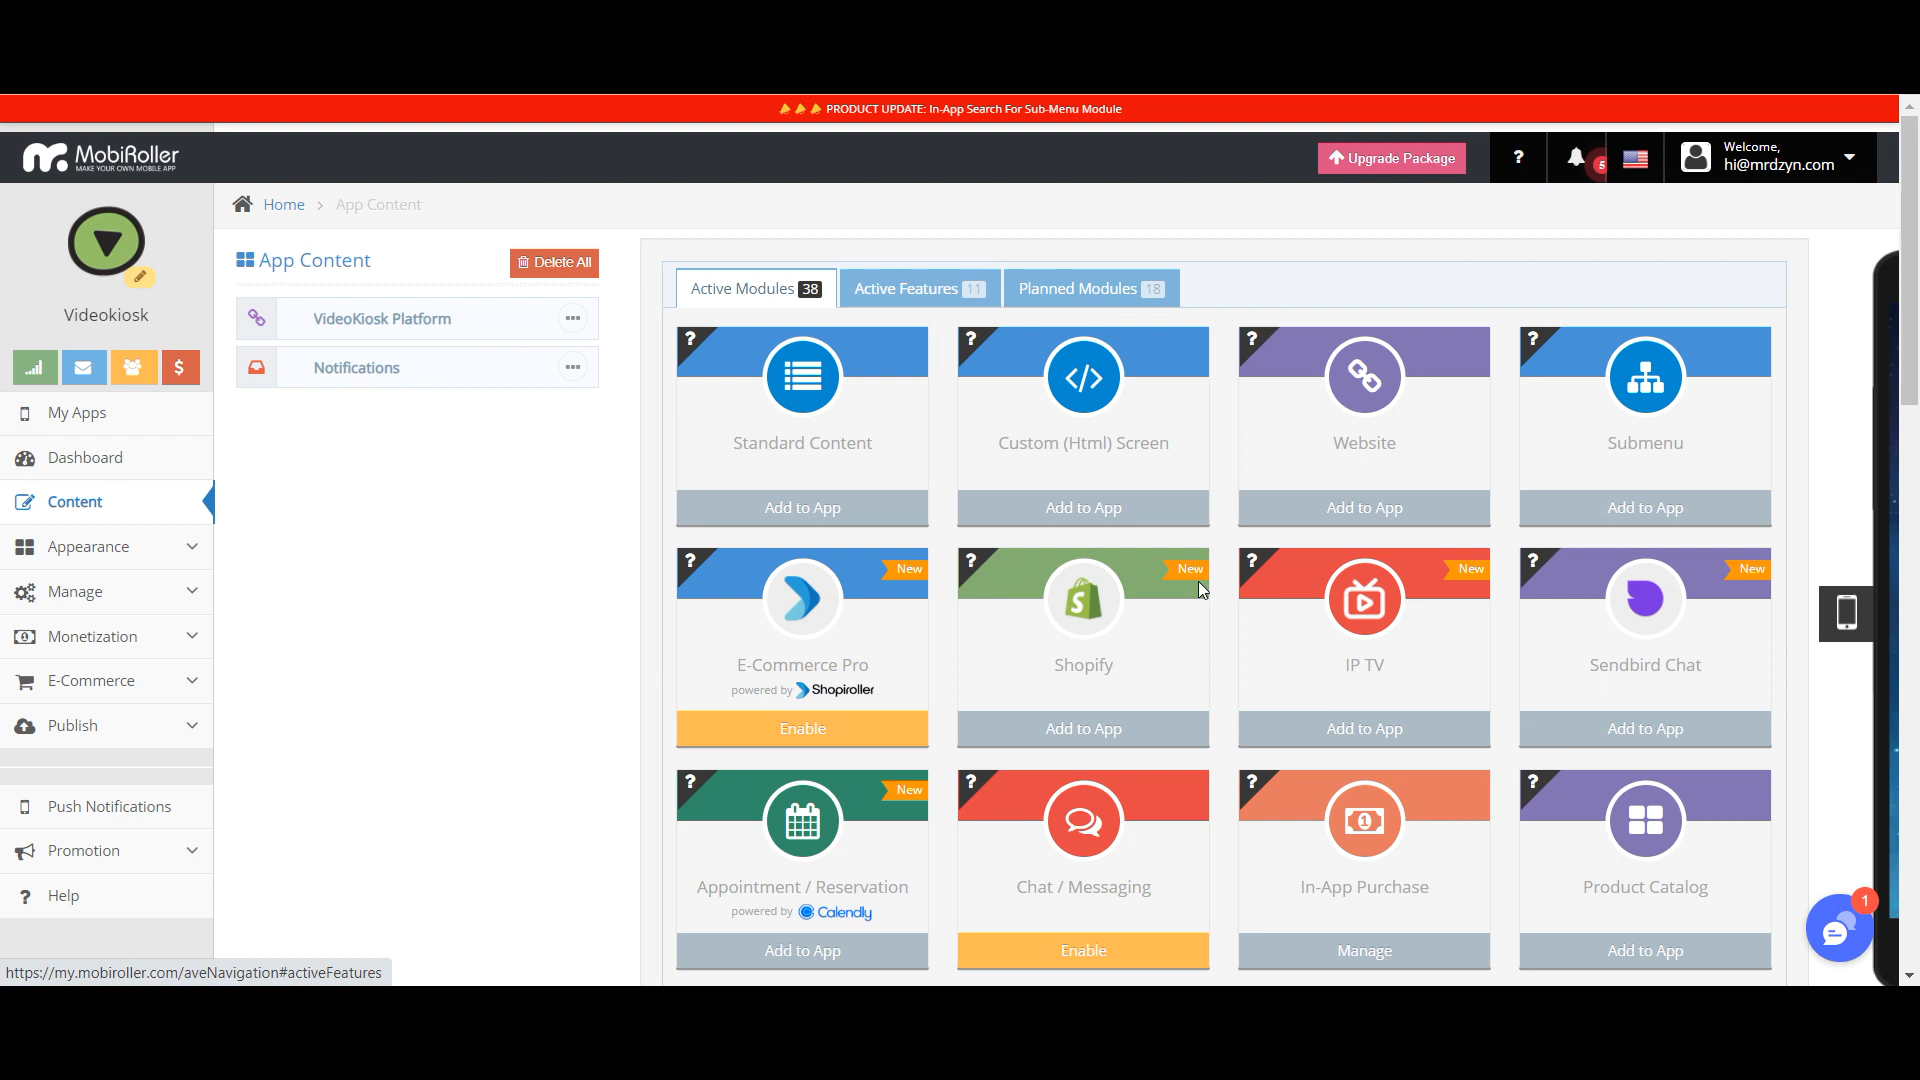 PRODUCT UPDATE: In-App Search For Sub-Menu Module
MobiRoller
MAKE YOUR OWN MOBILE APP
Upgrade Package
?
5
Welcome,
hi@mrdzyn.com
Home > App Content
Videokiosk
$
My Apps
Dashboard
Content
Appearance
Manage
Monetization
E-Commerce
Publish
Push Notifications
Promotion
? Help
App Content
Delete All
VideoKiosk Platform
Notifications
Active Modules 38
Active Features 11
Planned Modules 18
? ? ? ?
Standard Content
Custom (Html) Screen
Website
Submenu
Add to App
Add to App
Add to App
Add to App
? New ? New ? New ? New
E-Commerce Pro
powered by Shopiroller
Shopify
IP TV
Sendbird Chat
Enable
Add to App
Add to App
Add to App
? New ? ? ?
Appointment / Reservation
powered by Calendly
Chat / Messaging
In-App Purchase
Product Catalog
Add to App
Enable
Manage
Add to App
1
https://my.mobiroller.com/aveNavigation#activeFeatures